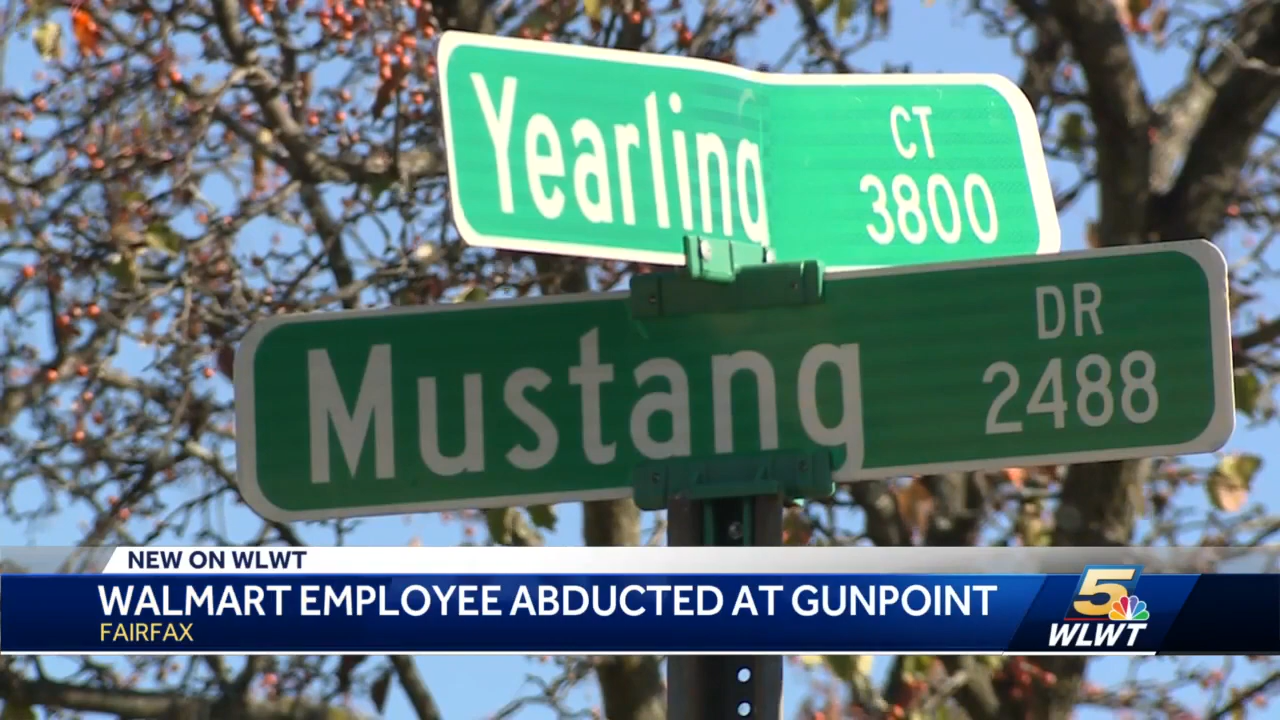 Yearling
CT
3800
Mustang
DR
2488
NEW ON WLWT
WALMART EMPLOYEE ABDUCTED AT GUNPOINT
FAIRFAX
5
WLWT